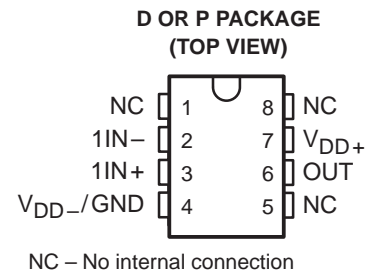 D OR P PACKAGE
(TOP VIEW)
NC 1 8 NC
1IN− 2 7 VDD+
1IN+ 3 6 OUT
VDD−/GND 4 5 NC
NC – No internal connection